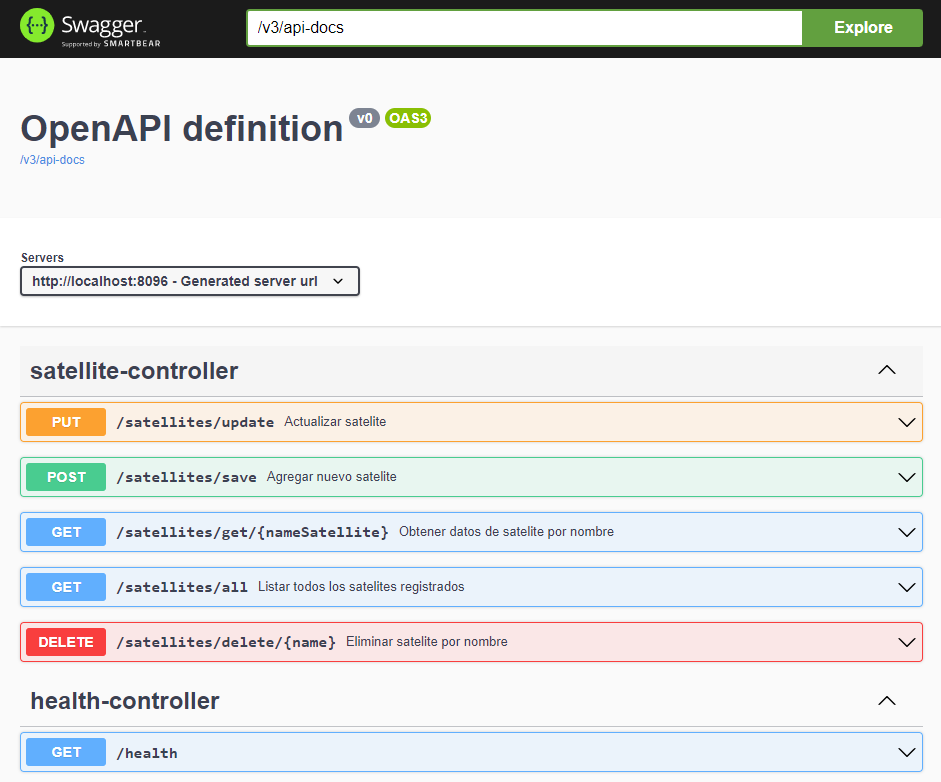 Swagger
Supported by SMARTBEAR
/v3/api-docs
Explore
OpenAPI definition v0 OAS3
/v3/api-docs
Servers
http://localhost:8096 - Generated server url
satellite-controller
PUT /satellites/update Actualizar satelite
POST /satellites/save Agregar nuevo satelite
GET /satellites/get/{nameSatellite} Obtener datos de satelite por nombre
GET /satellites/all Listar todos los satelites registrados
DELETE /satellites/delete/{name} Eliminar satelite por nombre
health-controller
GET /health